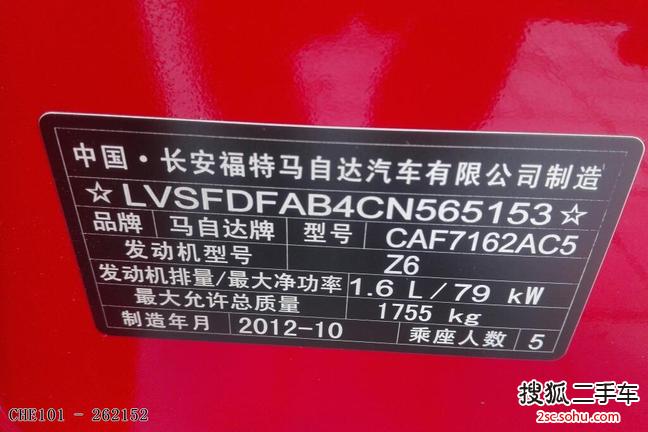 中国·长安福特马自达汽车有限公司制造
☆LVSFDFAB4CN565153☆
品牌 马自达牌 型号 CAF7162AC5
发动机型号 Z6
发动机排量/最大净功率 1.6 L/79 kW
最大允许总质量 1755 kg
制造年月 2012-10 乘座人数 5
CHE101 - 262152
搜狐二手车
2sc.sohu.com